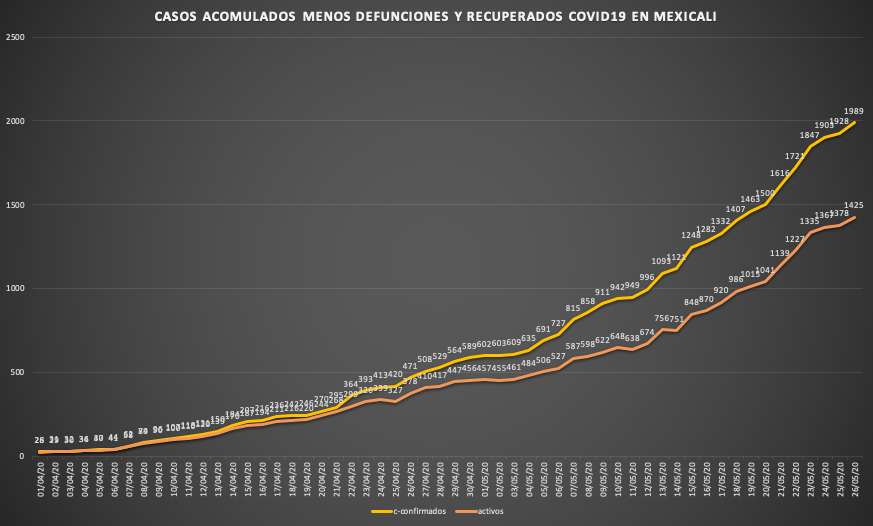 CASOS ACOMULADOS MENOS DEFUNCIONES Y RECUPERADOS COVID19 EN MEXICALI
2500
2000
1500
1000
500
0
364 393 413 420 471 508 529 564 589 602 603 609 635 691 727 815 858 911 942 949 996 1093 1121 1248 1282 1332 1407 1463 1500 1616 1721 1847 1903 1928 1989
327 378 410 417 447 456 457 455 461 484 506 527 587 598 622 648 638 674 756 751 848 870 920 986 1015 1041 1139 1227 1335 1367 1378 1425
01/04/20 02/04/20 03/04/20 04/04/20 05/04/20 06/04/20 07/04/20 08/04/20 09/04/20 10/04/20 11/04/20 12/04/20 13/04/20 14/04/20 15/04/20 16/04/20 17/04/20 18/04/20 19/04/20 20/04/20 21/04/20 22/04/20 23/04/20 24/04/20 25/04/20 26/04/20 27/04/20 28/04/20 29/04/20 30/04/20 01/05/20 02/05/20 03/05/20 04/05/20 05/05/20 06/05/20 07/05/20 08/05/20 09/05/20 10/05/20 11/05/20 12/05/20 13/05/20 14/05/20 15/05/20 16/05/20 17/05/20 18/05/20 19/05/20 20/05/20 21/05/20 22/05/20 23/05/20 24/05/20 25/05/20 26/05/20
c-confirmados activos